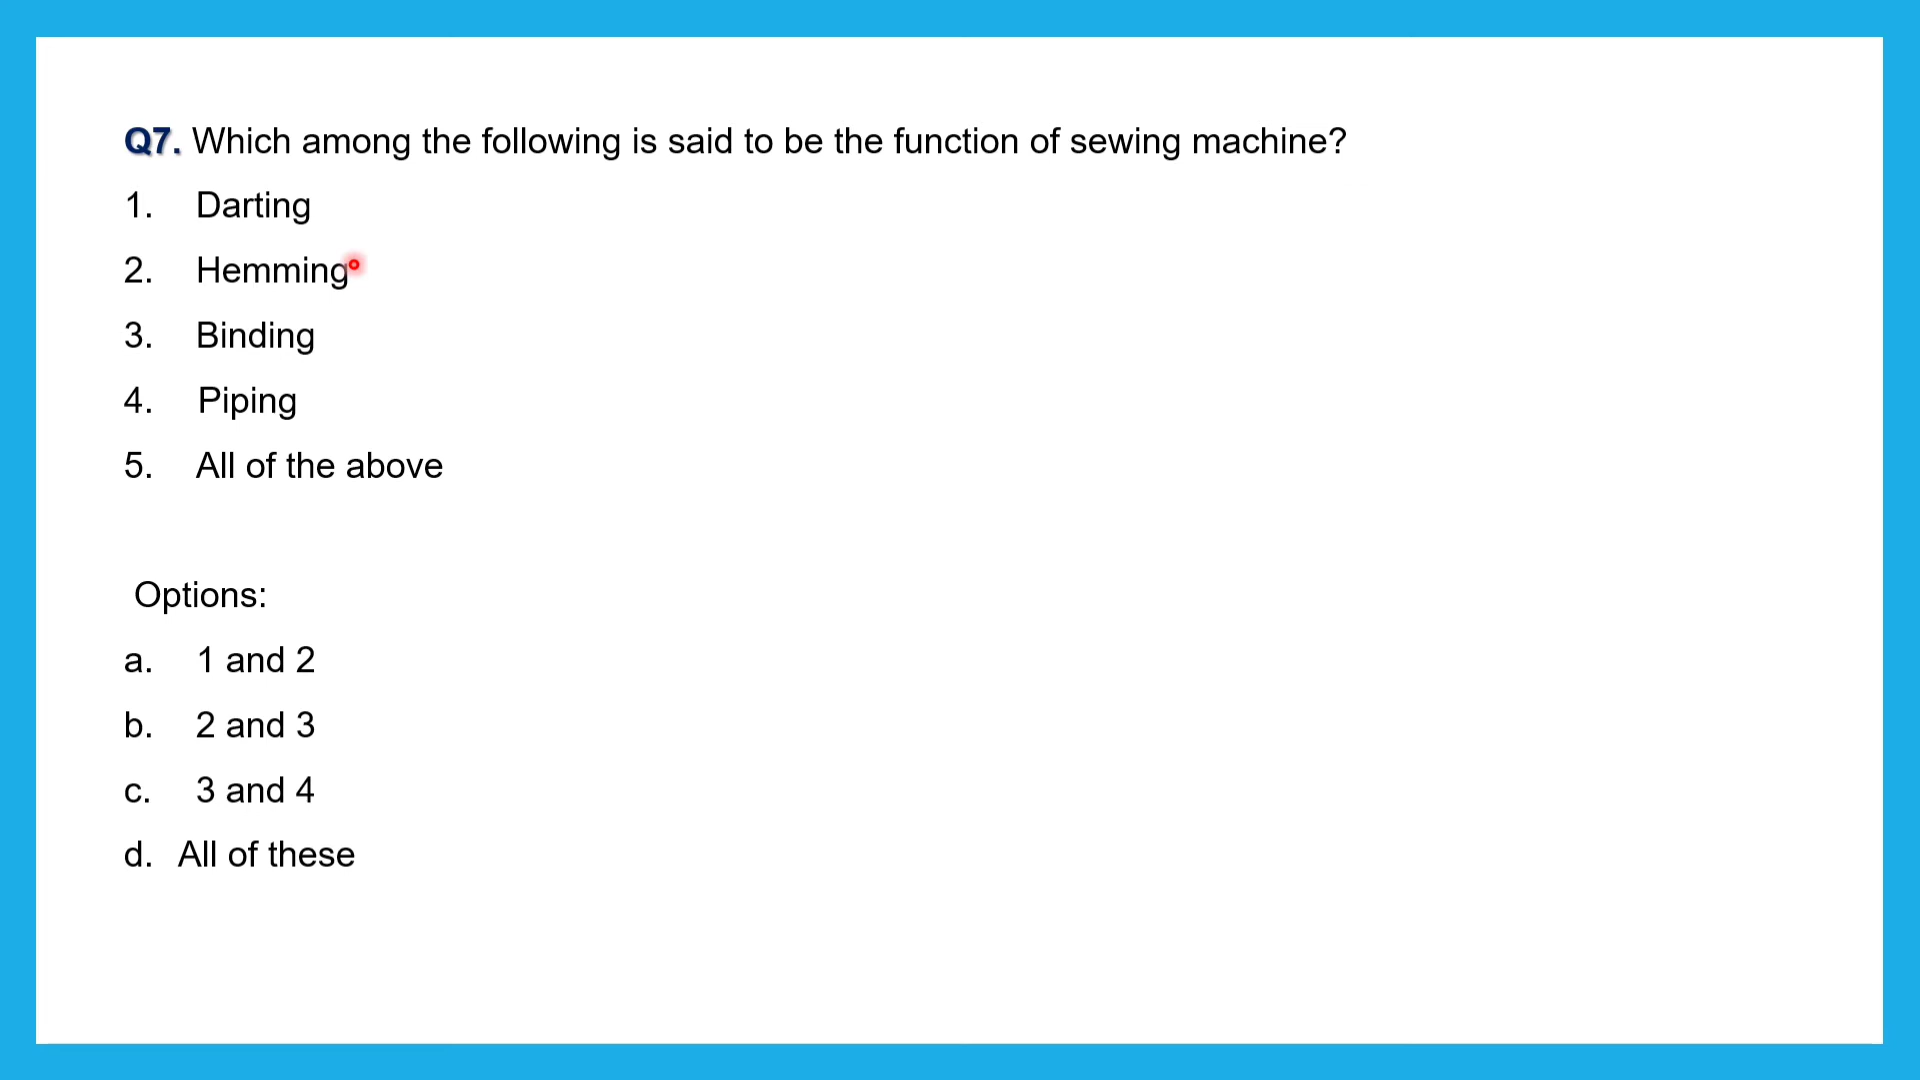 Q7. Which among the following is said to be the function of sewing machine?
1. Darting
2. Hemming
3. Binding
4. Piping
5. All of the above
Options:
a. 1 and 2
b. 2 and 3
c. 3 and 4
d. All of these